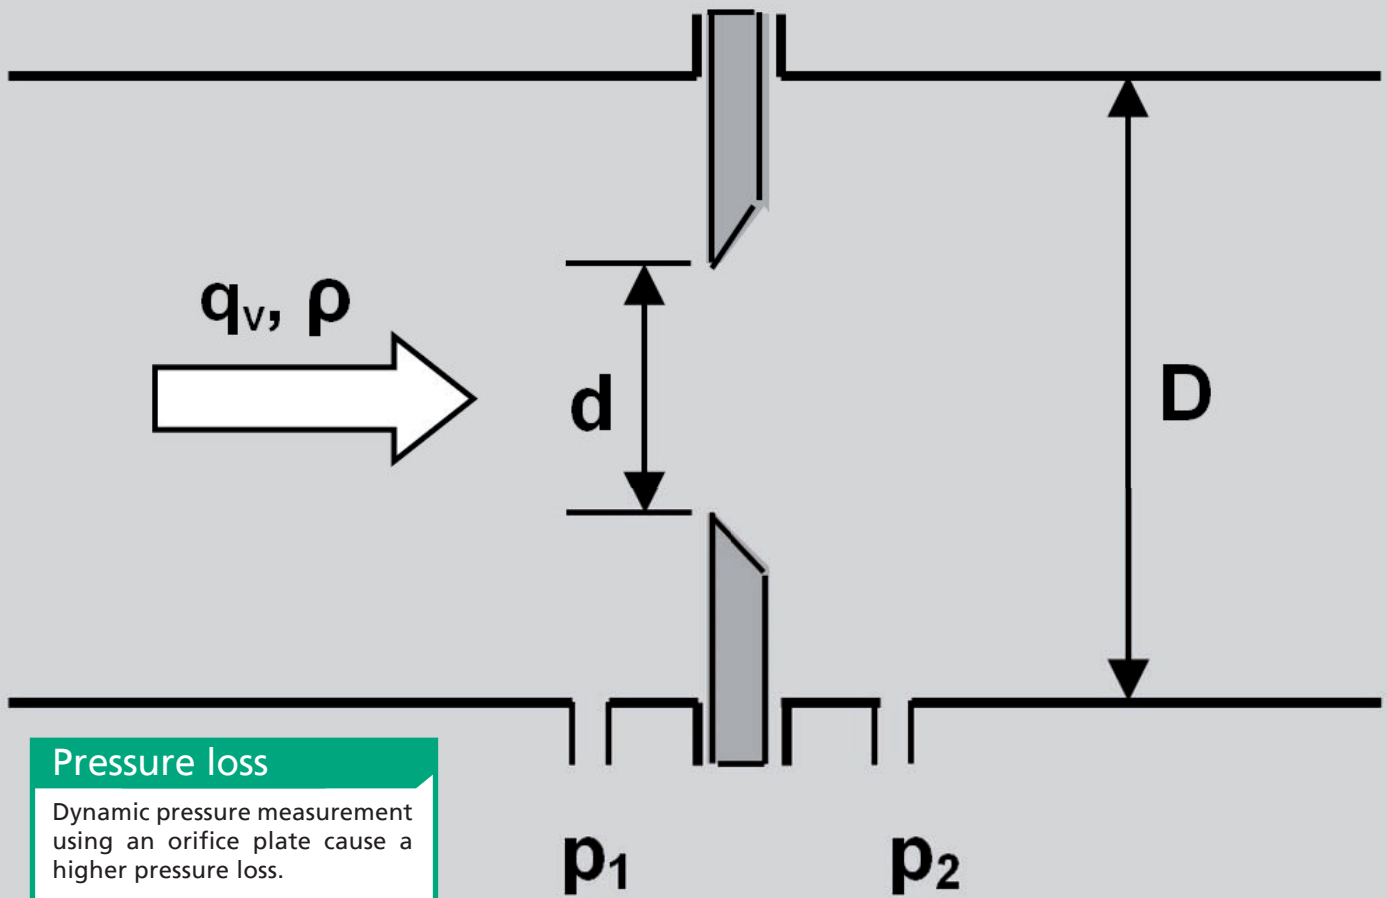 qv, ρ
d
D
Pressure loss
Dynamic pressure measurement
using an orifice plate cause a
higher pressure loss.
p1
p2